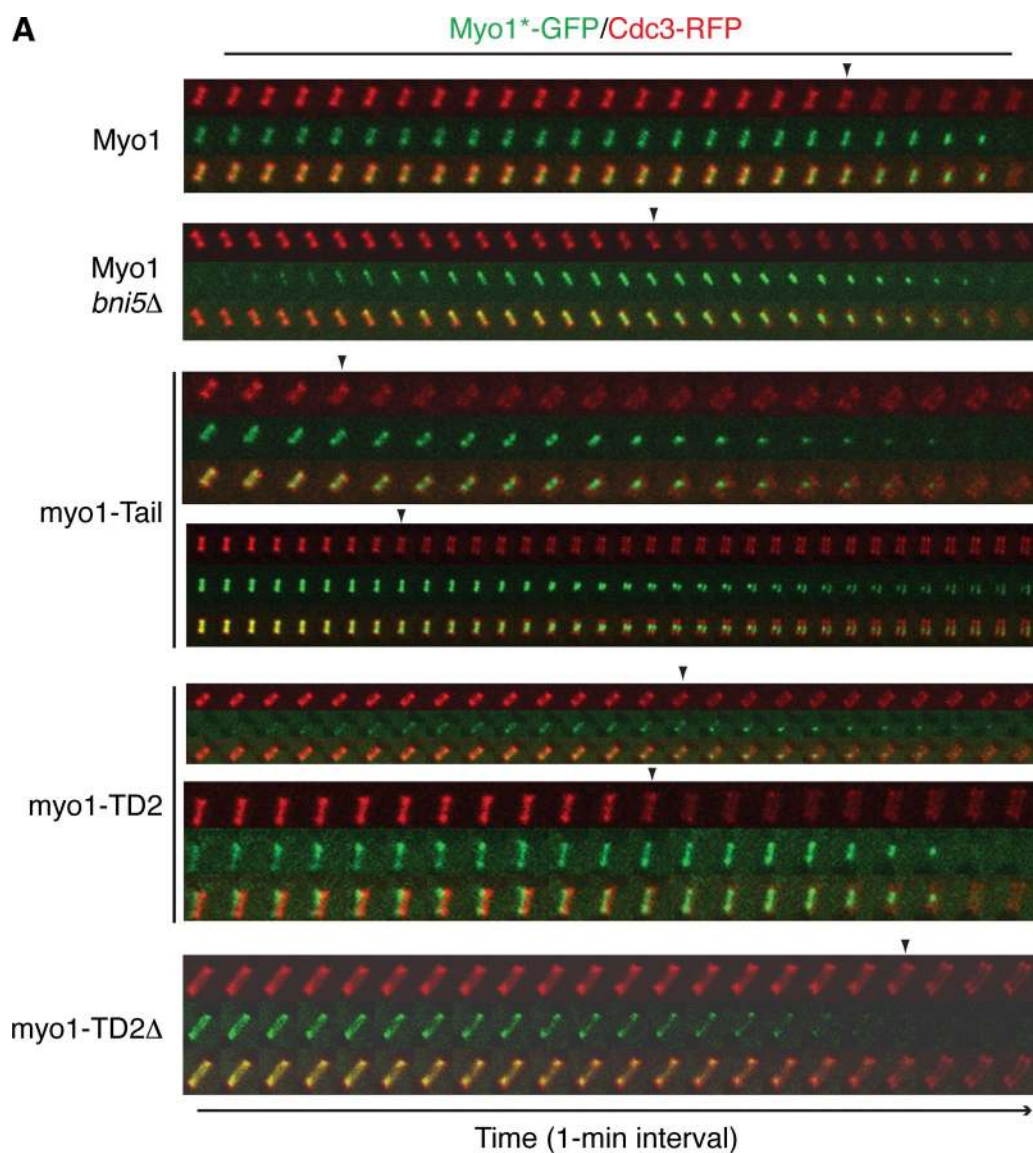 A
Myo1*-GFP/Cdc3-RFP
Myo1
Myo1
bni5Δ
myo1-Tail
myo1-TD2
myo1-TD2Δ
Time (1-min interval)